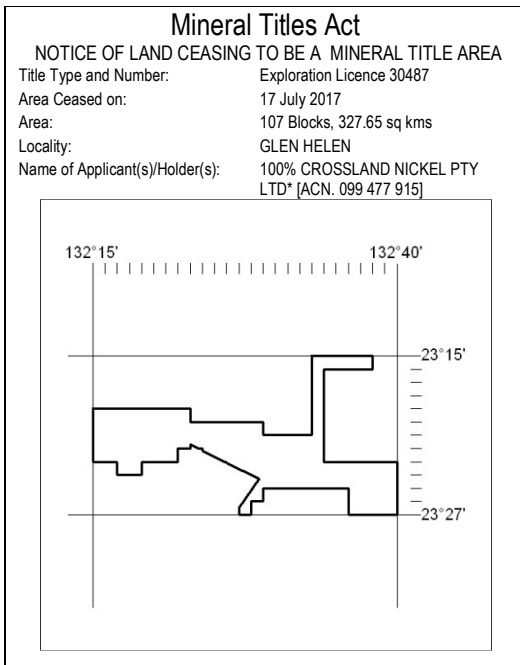 Mineral Titles Act
NOTICE OF LAND CEASING TO BE A MINERAL TITLE AREA
Title Type and Number: Exploration Licence 30487
Area Ceased on: 17 July 2017
Area: 107 Blocks, 327.65 sq kms
Locality: GLEN HELEN
Name of Applicant(s)/Holder(s): 100% CROSSLAND NICKEL PTY
LTD* [ACN. 099 477 915]
132°15' 132°40'
23°15'
23°27'